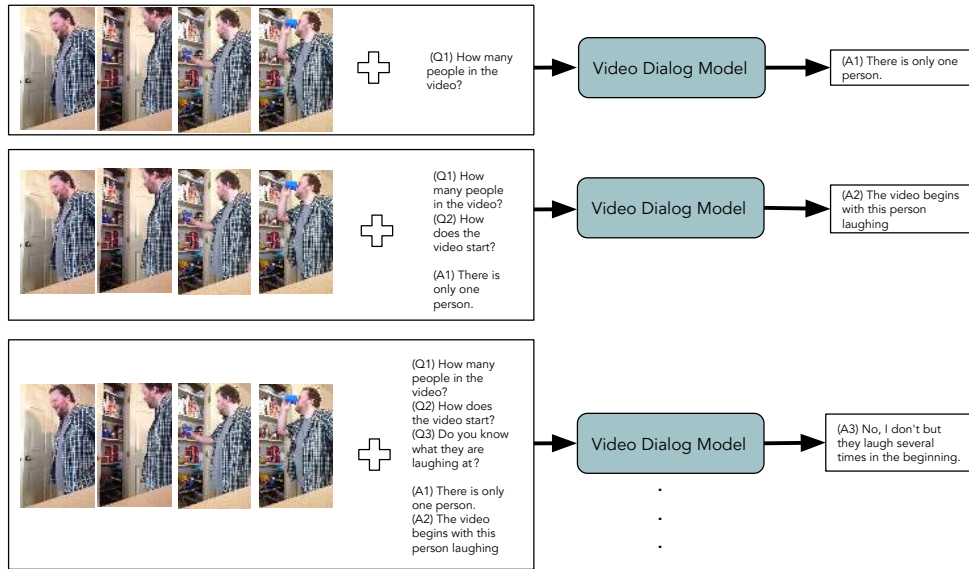 (Q1) How many
people in the
video?
Video Dialog Model
(A1) There is only one
person.
(Q1) How
many people
in the video?
(Q2) How
does the
video start?
(A1) There is
only one
person.
Video Dialog Model
(A2) The video begins
with this person
laughing
(Q1) How many
people in the
video?
(Q2) How does
the video start?
(Q3) Do you know
what they are
laughing at?
(A1) There is only
one person.
(A2) The video
begins with this
person laughing
Video Dialog Model
(A3) No, I don't but
they laugh several
times in the beginning.